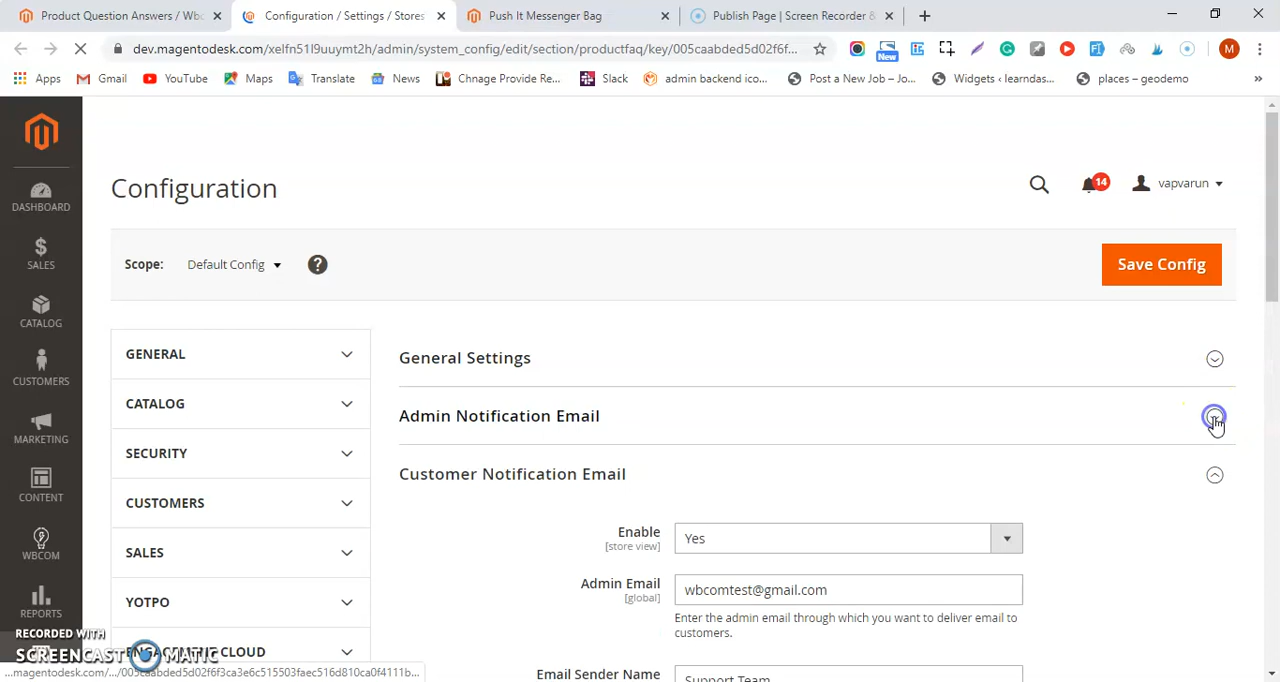 Product Question Answers / Wbc
Configuration / Settings / Stores
Push It Messenger Bag
Publish Page | Screen Recorder &
dev.magentodesk.com/xelfn51l9uuymt2h/admin/system_config/edit/section/productfaq/key/005caabded5d02f6f...
New
M
Apps
Gmail
YouTube
Maps
Translate
News
Chnage Provide Re...
Slack
admin backend ico...
Post a New Job – Jo...
Widgets ‹ learndas...
places – geodemo
»
DASHBOARD
SALES
CATALOG
CUSTOMERS
MARKETING
CONTENT
WBCOM
REPORTS
Configuration
14
vapvarun
Scope:
Default Config
?
Save Config
GENERAL
CATALOG
SECURITY
CUSTOMERS
SALES
YOTPO
THE CLOUD
General Settings
Admin Notification Email
Customer Notification Email
Enable
[store view]
Yes
Admin Email
[global]
wbcomtest@gmail.com
Enter the admin email through which you want to deliver email to
customers.
Email Sender Name
Support Team
RECORDED WITH
SCREENCAST MATIC
...magentodesk.com/.../005caabded5d02f6f3ca3e6c515503faec516d810ca0f4111b...